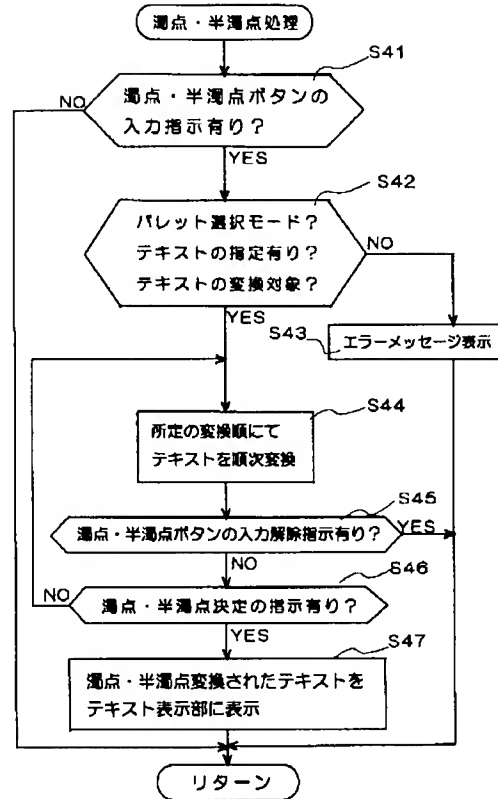 濁点・半濁点処理
S41
NO
濁点・半濁点ボタンの
入力指示有り?
YES
S42
パレット選択モード?
テキストの指定有り?
テキストの変換対象?
NO
YES
S43
エラーメッセージ表示
S44
所定の変換順にて
テキストを順次変換
S45
濁点・半濁点ボタンの入力解除指示有り?
YES
NO
S46
NO
濁点・半濁点決定の指示有り?
YES
S47
濁点・半濁点変換されたテキストを
テキスト表示部に表示
リターン